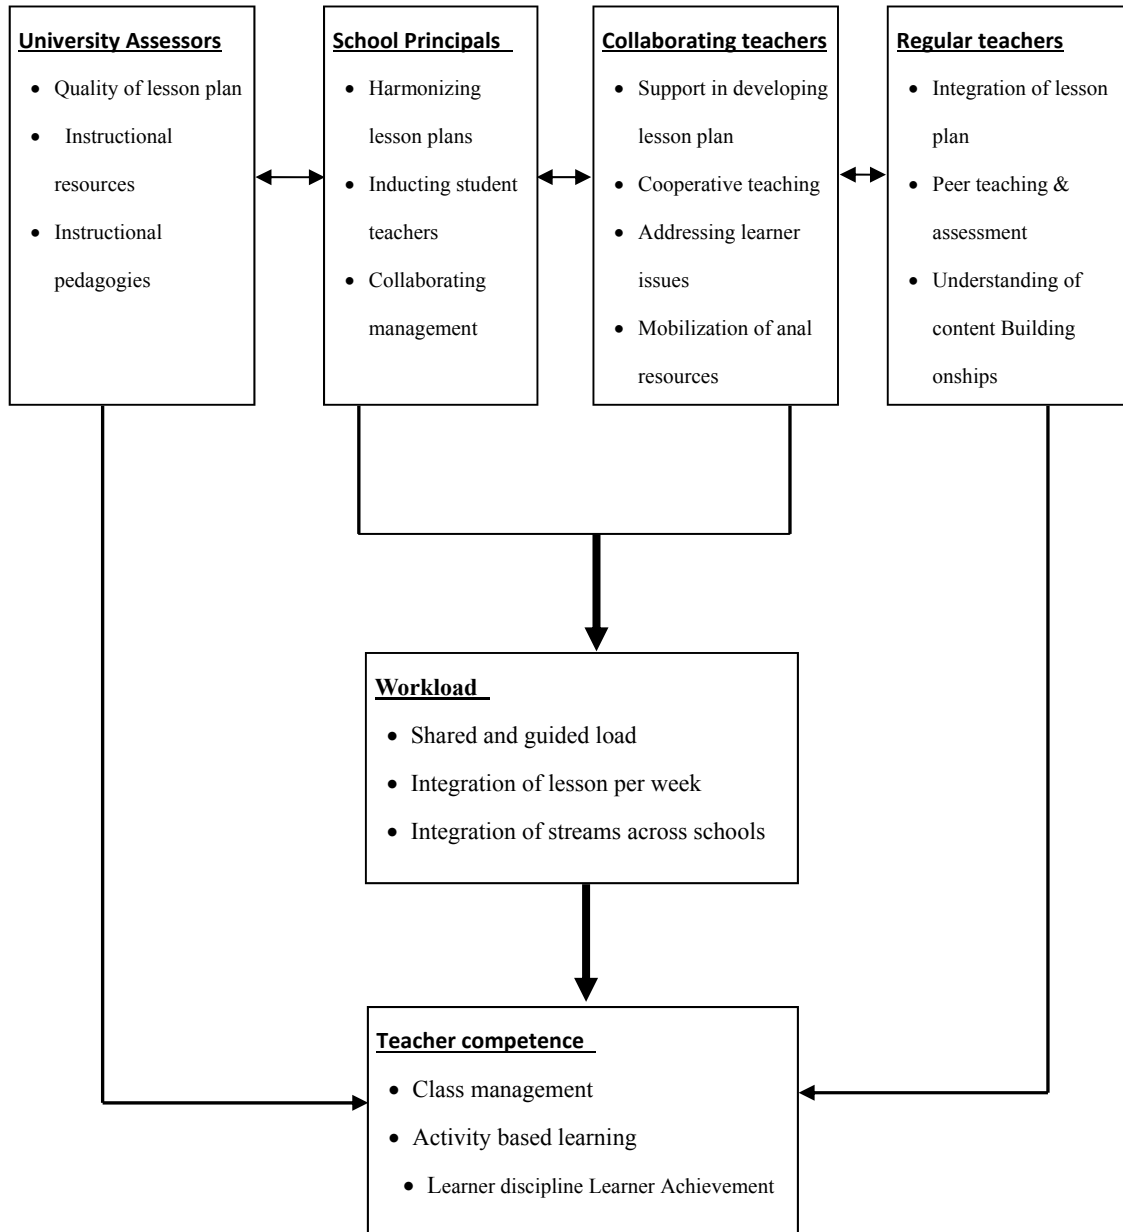 University Assessors
• Quality of lesson plan
• Instructional
resources
• Instructional
pedagogies
School Principals
• Harmonizing
lesson plans
• Inducting student
teachers
• Collaborating
management
Collaborating teachers
• Support in developing
lesson plan
• Cooperative teaching
• Addressing learner
issues
• Mobilization of anal
resources
Regular teachers
• Integration of lesson
plan
• Peer teaching &
assessment
• Understanding of
content Building
onships
Workload
• Shared and guided load
• Integration of lesson per week
• Integration of streams across schools
Teacher competence
• Class management
• Activity based learning
• Learner discipline Learner Achievement